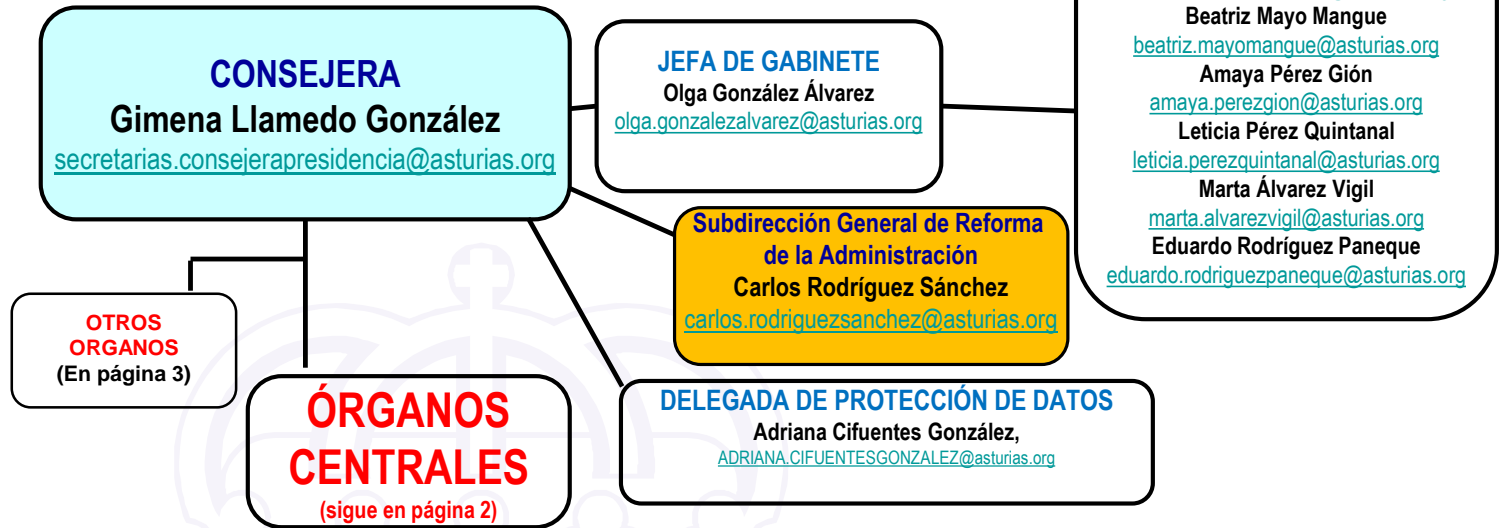 CONSEJERA
Gimena Llamedo González
secretarias.consejerapresidencia@asturias.org
JEFA DE GABINETE
Olga González Álvarez
olga.gonzalezalvarez@asturias.org
Beatriz Mayo Mangue
beatriz.mayomangue@asturias.org
Amaya Pérez Gión
amaya.perezgion@asturias.org
Leticia Pérez Quintanal
leticia.perezquintanal@asturias.org
Marta Álvarez Vigil
marta.alvarezvigil@asturias.org
Eduardo Rodríguez Paneque
eduardo.rodriguezpaneque@asturias.org
Subdirección General de Reforma
de la Administración
Carlos Rodríguez Sánchez
carlos.rodriguezsanchez@asturias.org
OTROS
ORGANOS
(En página 3)
ÓRGANOS
CENTRALES
(sigue en página 2)
DELEGADA DE PROTECCIÓN DE DATOS
Adriana Cifuentes González,
ADRIANA.CIFUENTESGONZALEZ@asturias.org